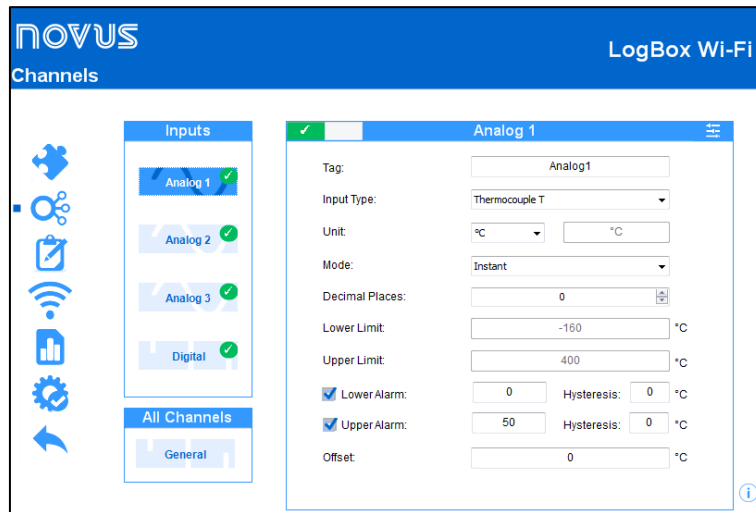 NOVUS
LogBox Wi-Fi
Channels
Inputs
Analog 1
Analog 2
Analog 3
Digital
All Channels
General
Analog 1
Tag: Analog1
Input Type: Thermocouple T
Unit: ºC °C
Mode: Instant
Decimal Places: 0
Lower Limit: -160 °C
Upper Limit: 400 °C
Lower Alarm: 0 Hysteresis: 0 °C
Upper Alarm: 50 Hysteresis: 0 °C
Offset: 0 °C
i